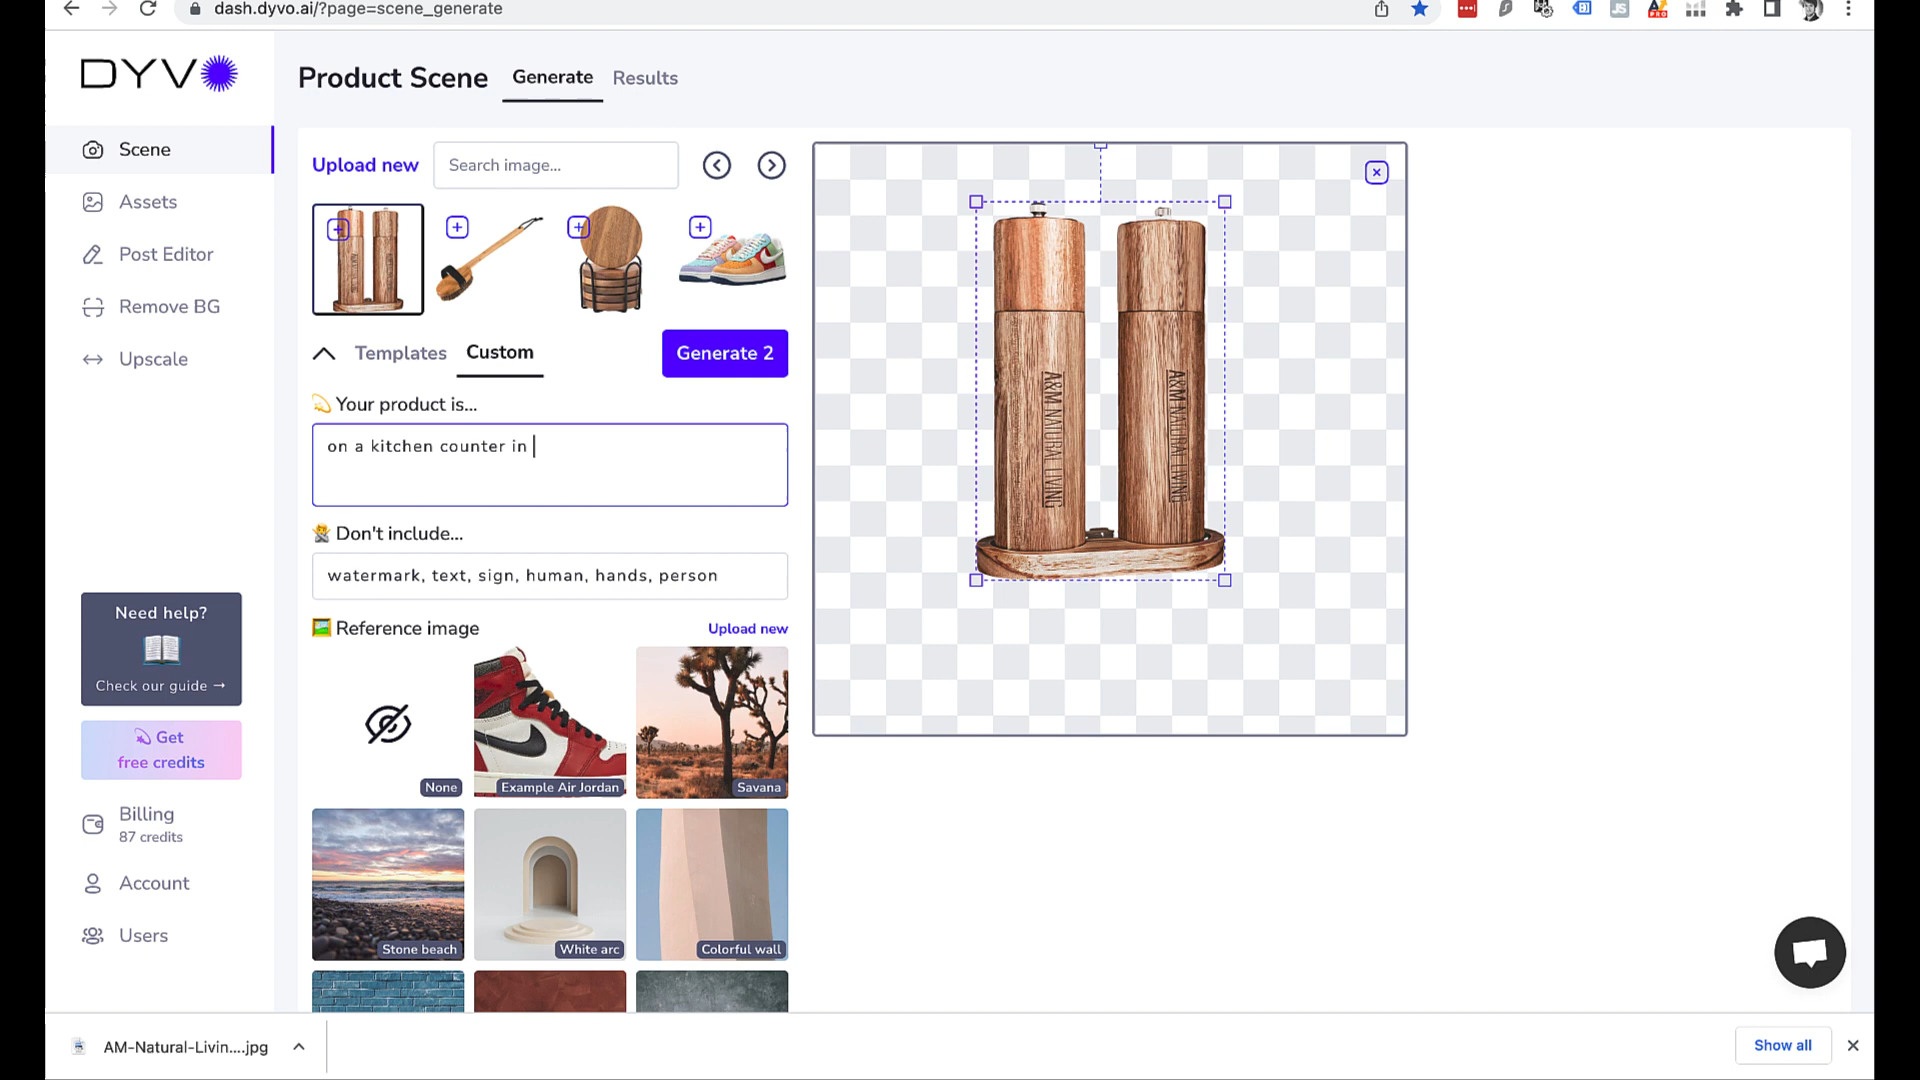 dash.dyvo.ai/?page=scene_generate
DYVO
Product Scene
Generate
Results
Scene
Assets
Post Editor
Remove BG
Upscale
Need help?
Check our guide →
Get
free credits
Billing
87 credits
Account
Users
Upload new
Search image...
Templates
Custom
Generate 2
Your product is...
on a kitchen counter in
Don't include...
watermark, text, sign, human, hands, person
Reference image
Upload new
None
Example Air Jordan
Savana
Stone beach
White arc
Colorful wall
A&M NATURAL LIVING
A&M NATURAL LIVING
AM-Natural-Livin....jpg
Show all